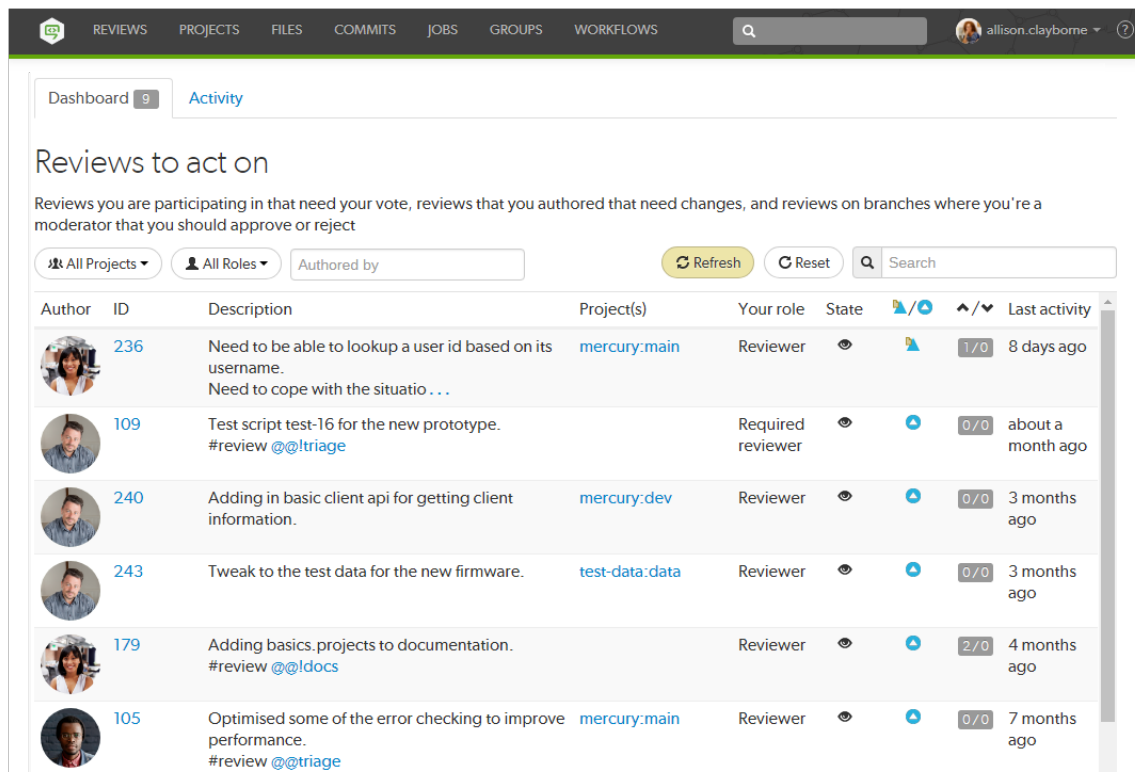 REVIEWS PROJECTS FILES COMMITS JOBS GROUPS WORKFLOWS allison.clayborne ?
Dashboard 9 Activity
Reviews to act on
Reviews you are participating in that need your vote, reviews that you authored that need changes, and reviews on branches where you're a
moderator that you should approve or reject
All Projects All Roles Authored by Refresh Reset Search
Author ID Description Project(s) Your role State / / Last activity
236 Need to be able to lookup a user id based on its mercury:main Reviewer 1/0 8 days ago
username.
Need to cope with the situatio ...
109 Test script test-16 for the new prototype. Required 0/0 about a
#review @@!triage reviewer month ago
240 Adding in basic client api for getting client mercury:dev Reviewer 0/0 3 months
information. ago
243 Tweak to the test data for the new firmware. test-data:data Reviewer 0/0 3 months
ago
179 Adding basics.projects to documentation. Reviewer 2/0 4 months
#review @@!docs ago
105 Optimised some of the error checking to improve mercury:main Reviewer 0/0 7 months
performance. ago
#review @@triage